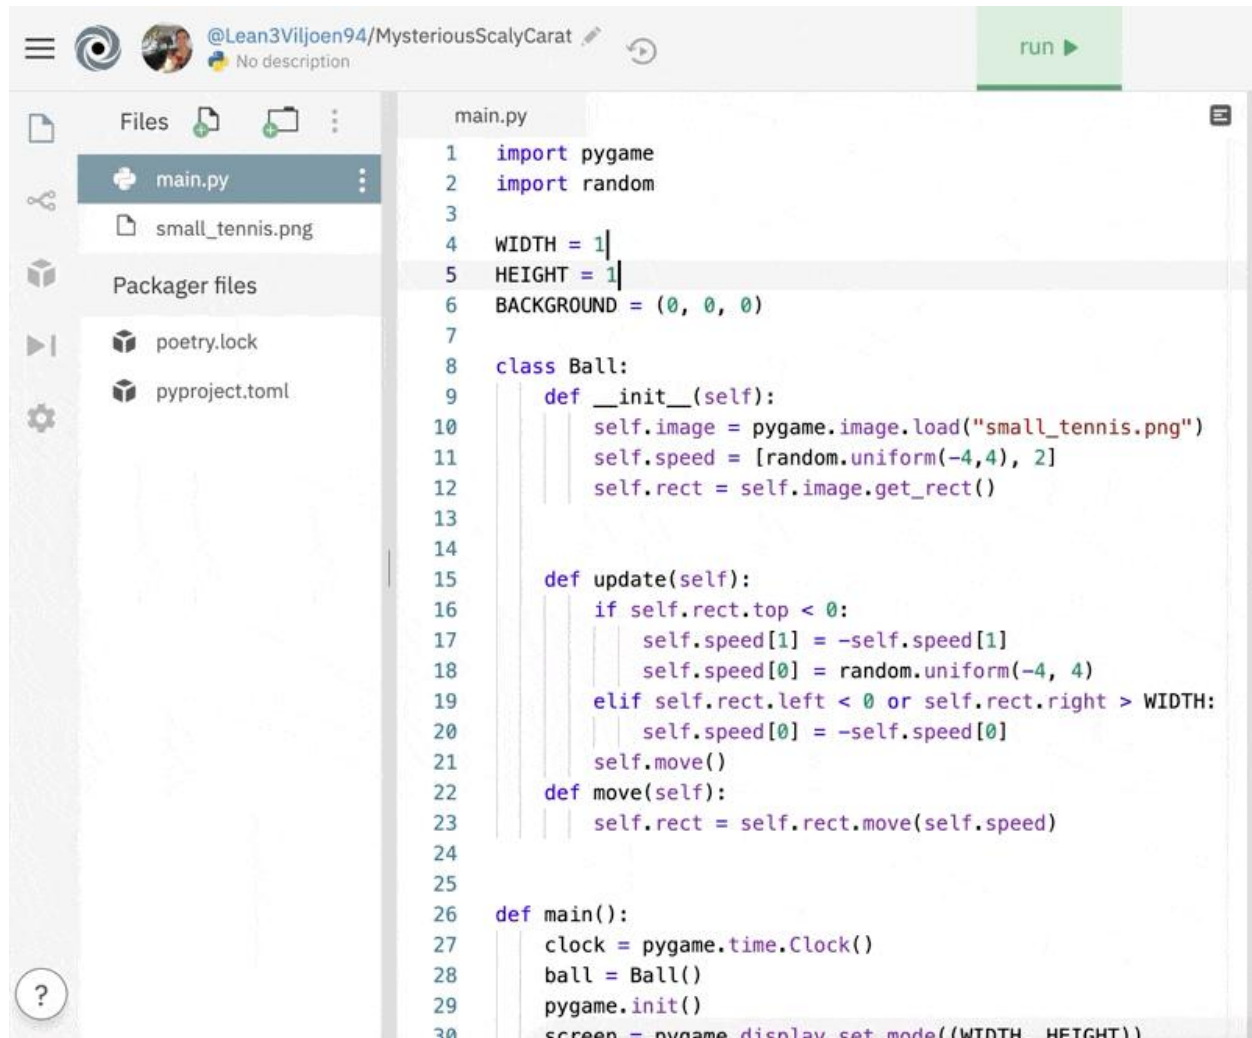 @Lean3Viljoen94/MysteriousScalyCarat
No description
run
Files
main.py
small_tennis.png
Packager files
poetry.lock
pyproject.toml
?
main.py
1 import pygame
2 import random
3
4 WIDTH = 1
5 HEIGHT = 1
6 BACKGROUND = (0, 0, 0)
7
8 class Ball:
9     def __init__(self):
10         self.image = pygame.image.load("small_tennis.png")
11         self.speed = [random.uniform(-4,4), 2]
12         self.rect = self.image.get_rect()
13
14
15     def update(self):
16         if self.rect.top < 0:
17             self.speed[1] = -self.speed[1]
18             self.speed[0] = random.uniform(-4, 4)
19         elif self.rect.left < 0 or self.rect.right > WIDTH:
20             self.speed[0] = -self.speed[0]
21         self.move()
22     def move(self):
23         self.rect = self.rect.move(self.speed)
24
25
26 def main():
27     clock = pygame.time.Clock()
28     ball = Ball()
29     pygame.init()
30     screen = pygame.display.set_mode((WIDTH, HEIGHT))